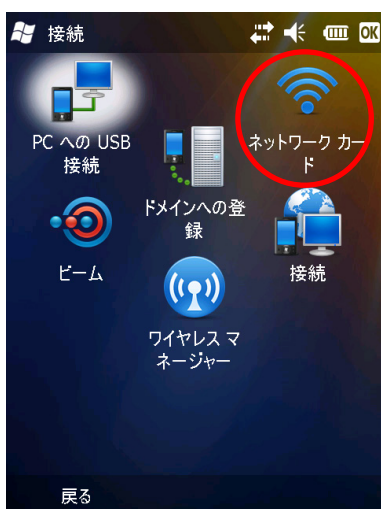 接続
OK
PC への USB
接続
ネットワーク カー
ド
ドメインへの登
録
ビーム
接続
ワイヤレス マ
ネージャー
戻る